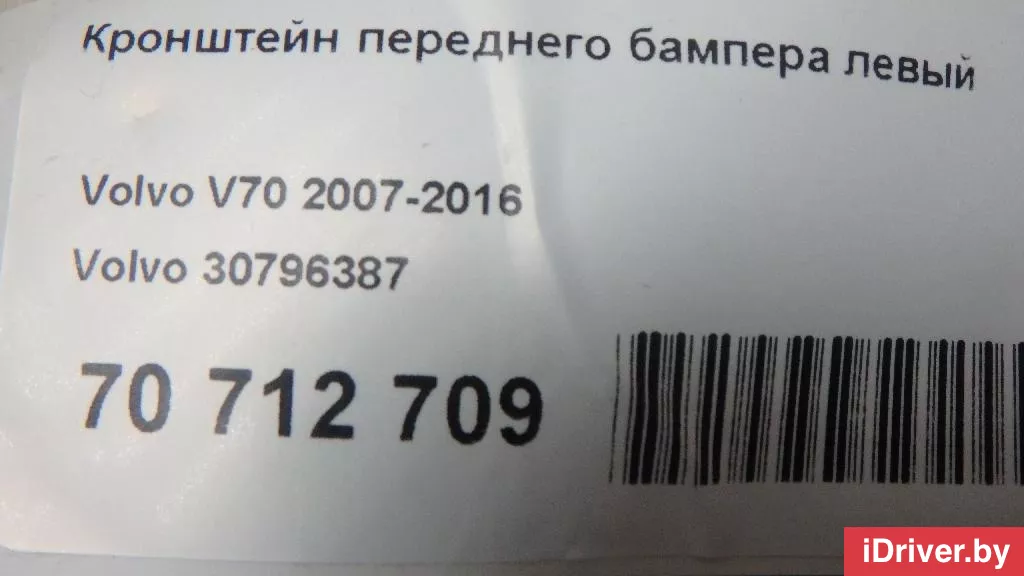 Кронштейн переднего бампера левый
Volvo V70 2007-2016
Volvo 30796387
70 712 709
iDriver.by